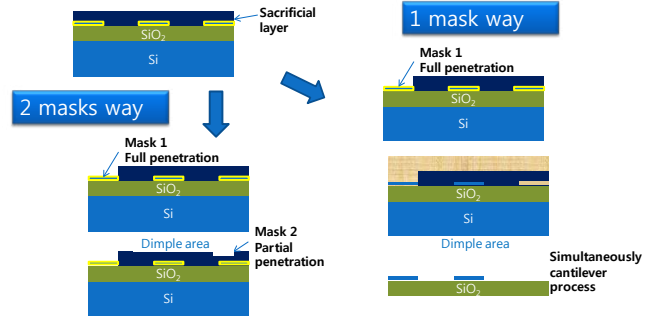 Sacrificial
layer
SiO2
Si
1 mask way
Mask 1
Full penetration
SiO2
Si
2 masks way
Mask 1
Full penetration
SiO2
Si
Dimple area
Mask 2
Partial
penetration
SiO2
Si
SiO2
Si
Dimple area
Simultaneously
cantilever
process
SiO2